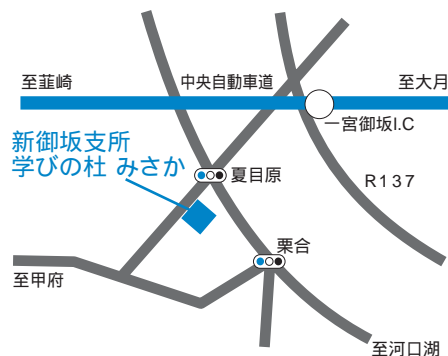 至韮崎
中央自動車道
至大月
一宮御坂I.C
新御坂支所
学びの杜 みさか
夏目原
R137
栗合
至甲府
至河口湖